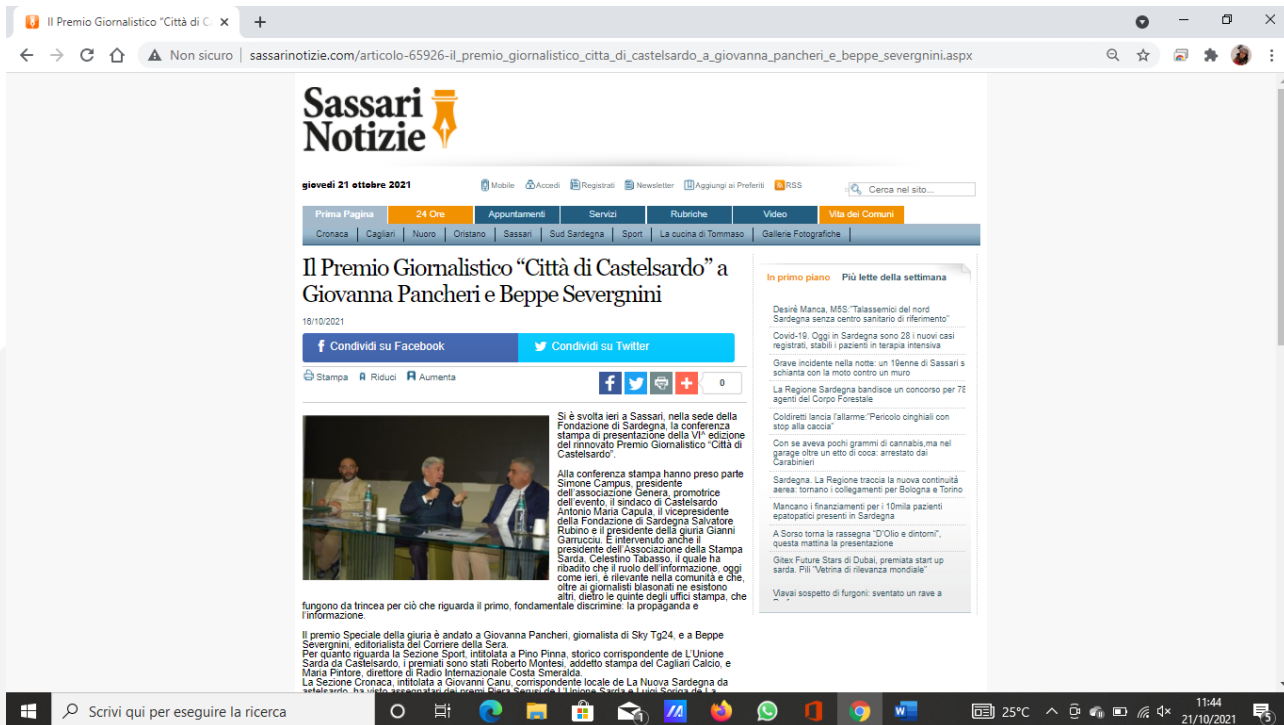 Il Premio Giornalistico "Città di C
Non sicuro | sassarinotizie.com/articolo-65926-il_premio_giornalistico_citta_di_castelsardo_a_giovanna_pancheri_e_beppe_severgnini.aspx
Sassari
Notizie
giovedì 21 ottobre 2021
Mobile Accedi Registrati Newsletter Aggiungi ai Preferiti RSS
Cerca nel sito...
Prima Pagina 24 Ore Appuntamenti Servizi Rubriche Video Vita dei Comuni
Cronaca Cagliari Nuoro Oristano Sassari Sud Sardegna Sport La cucina di Tommaso Gallerie Fotografiche
Il Premio Giornalistico “Città di Castelsardo” a
Giovanna Pancheri e Beppe Severgnini
16/10/2021
Condividi su Facebook Condividi su Twitter
Stampa Riduci Aumenta
0
Si è svolta ieri a Sassari, nella sede della
Fondazione di Sardegna, la conferenza
stampa di presentazione della VI^ edizione
del rinnovato Premio Giornalistico “Città di
Castelsardo”.
Alla conferenza stampa hanno preso parte
Simone Campus, presidente
dell'associazione Genera, promotrice
dell'evento, il sindaco di Castelsardo
Antonio Maria Capula, il vicepresidente
della Fondazione di Sardegna Salvatore
Rubino e il presidente della giuria Gianni
Garrucciu. È intervenuto anche il
presidente dell'Associazione della Stampa
Sarda, Celestino Tabasso, il quale ha
ribadito che il ruolo dell'informazione, oggi
come ieri, è rilevante nella comunità e che,
oltre ai giornalisti blasonati ne esistono
altri, dietro le quinte degli uffici stampa, che
fungono da trincea per ciò che riguarda il primo, fondamentale discrimine: la propaganda e
l'informazione.
Il premio Speciale della giuria è andato a Giovanna Pancheri, giornalista di Sky Tg24, e a Beppe
Severgnini, editorialista del Corriere della Sera.
Per quanto riguarda la Sezione Sport, intitolata a Pino Pinna, storico corrispondente de L'Unione
Sarda da Castelsardo, i premiati sono stati Roberto Montesi, addetto stampa del Cagliari Calcio, e
Maria Pintore, direttore di Radio Internazionale Costa Smeralda.
La Sezione Cronaca, intitolata a Giovanni Canu, corrispondente locale de La Nuova Sardegna da
astelsardo, ha visto assegnatari dei premi Piera Serusi de L'Unione Sarda e Luigi Soriga de La
In primo piano Più lette della settimana
Desirè Manca, M5S:"Talassemici del nord
Sardegna senza centro sanitario di riferimento"
Covid-19. Oggi in Sardegna sono 28 i nuovi casi
registrati, stabili i pazienti in terapia intensiva
Grave incidente nella notte: un 19enne di Sassari s
schianta con la moto contro un muro
La Regione Sardegna bandisce un concorso per 78
agenti del Corpo Forestale
Coldiretti lancia l'allarme:"Pericolo cinghiali con
stop alla caccia"
Con se aveva pochi grammi di cannabis,ma nel
garage oltre un etto di coca: arrestato dai
Carabinieri
Sardegna. La Regione traccia la nuova continuità
aerea: tornano i collegamenti per Bologna e Torino
Mancano i finanziamenti per i 10mila pazienti
epatopatici presenti in Sardegna
A Sorso torna la rassegna "D'Olio e dintorni",
questa mattina la presentazione
Gitex Future Stars di Dubai, premiata start up
sarda. Pili "Vetrina di rilevanza mondiale"
Viavai sospetto di furgoni: sventato un rave a
Scrivi qui per eseguire la ricerca
25°C
11:44
21/10/2021